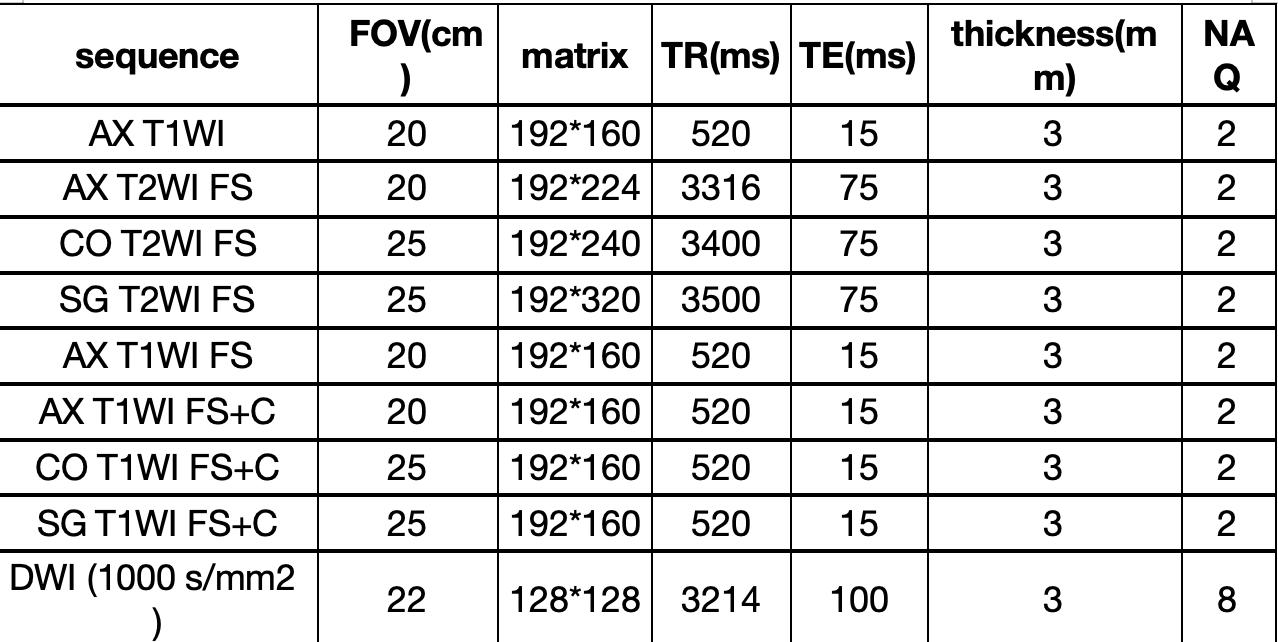 sequence FOV(cm) matrix TR(ms) TE(ms) thickness(mm) NAQ
AX T1WI 20 192*160 520 15 3 2
AX T2WI FS 20 192*224 3316 75 3 2
CO T2WI FS 25 192*240 3400 75 3 2
SG T2WI FS 25 192*320 3500 75 3 2
AX T1WI FS 20 192*160 520 15 3 2
AX T1WI FS+C 20 192*160 520 15 3 2
CO T1WI FS+C 25 192*160 520 15 3 2
SG T1WI FS+C 25 192*160 520 15 3 2
DWI (1000 s/mm2) 22 128*128 3214 100 3 8